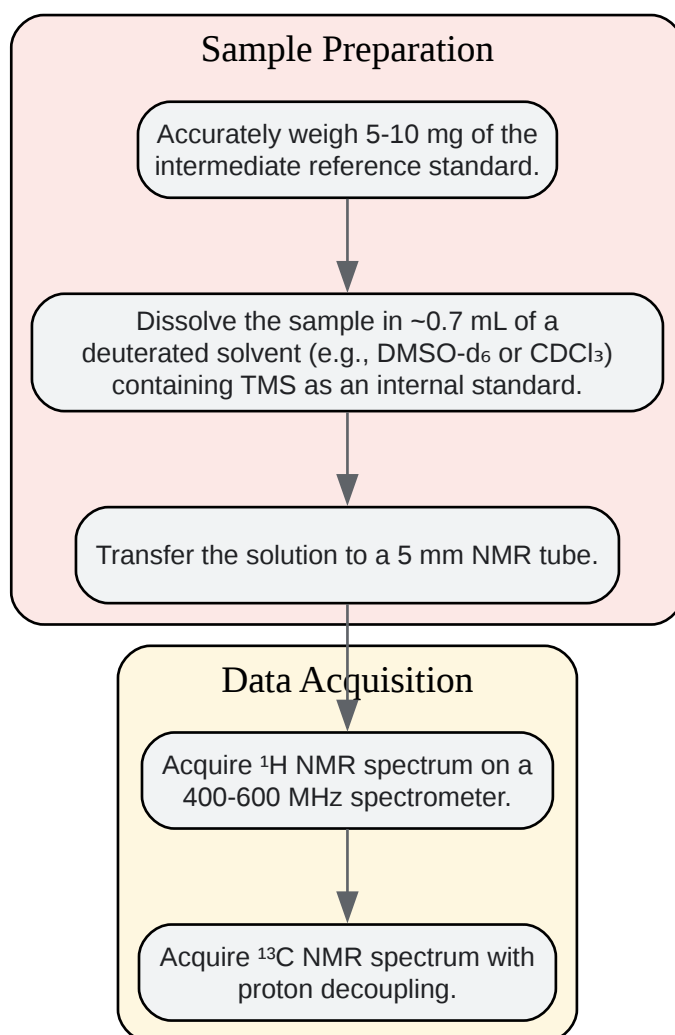 Sample Preparation
Accurately weigh 5-10 mg of the
intermediate reference standard.
Dissolve the sample in ~0.7 mL of a
deuterated solvent (e.g., DMSO-d₆ or CDCl₃)
containing TMS as an internal standard.
Transfer the solution to a 5 mm NMR tube.
Data Acquisition
Acquire ¹H NMR spectrum on a
400-600 MHz spectrometer.
Acquire ¹³C NMR spectrum with
proton decoupling.